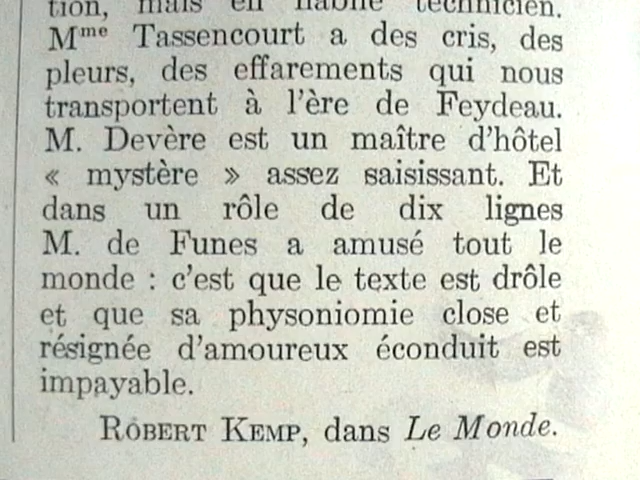 tion, mais en habile technicien.
Mme Tassencourt a des cris, des
pleurs, des effarements qui nous
transportent à l'ère de Feydeau.
M. Devère est un maître d'hôtel
« mystère » assez saisissant. Et
dans un rôle de dix lignes
M. de Funes a amusé tout le
monde : c'est que le texte est drôle
et que sa physoniomie close et
résignée d'amoureux éconduit est
impayable.
ROBERT KEMP, dans Le Monde.